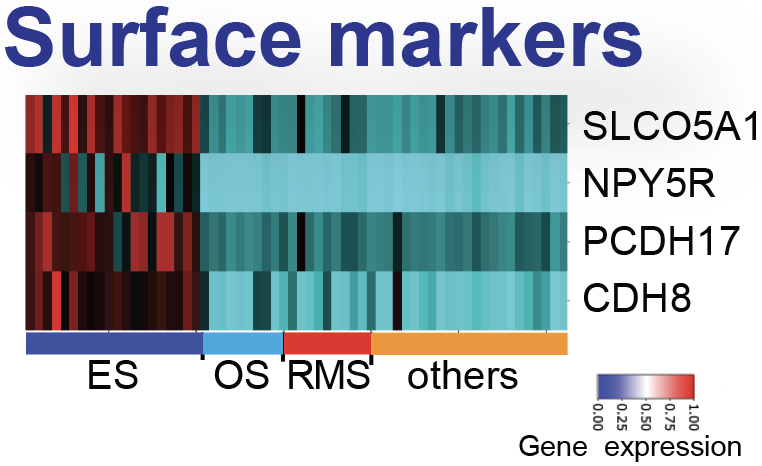 Surface markers
SLCO5A1
NPY5R
PCDH17
CDH8
ES OS RMS others
0.00 0.25 0.50 0.75 1.00
Gene expression